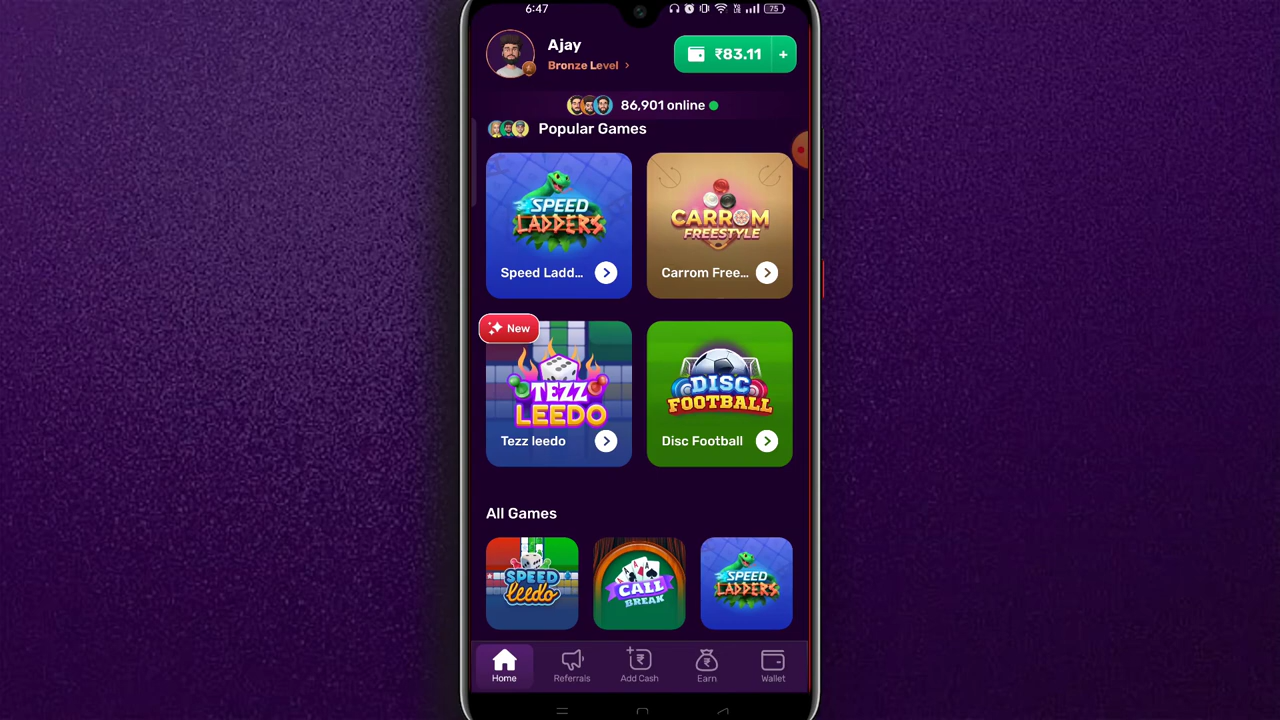 6:47
75
Ajay
Bronze Level >
₹83.11 +
86,901 online
Popular Games
SPEED
LADDERS
Speed Ladd...
CARROM
FREESTYLE
Carrom Free...
New
TEZZ
LEEDO
Tezz leedo
DISC
FOOTBALL
Disc Football
All Games
SPEED
leedo
CALL
BREAK
SPEED
LADDERS
Home
Referrals
Add Cash
Earn
Wallet